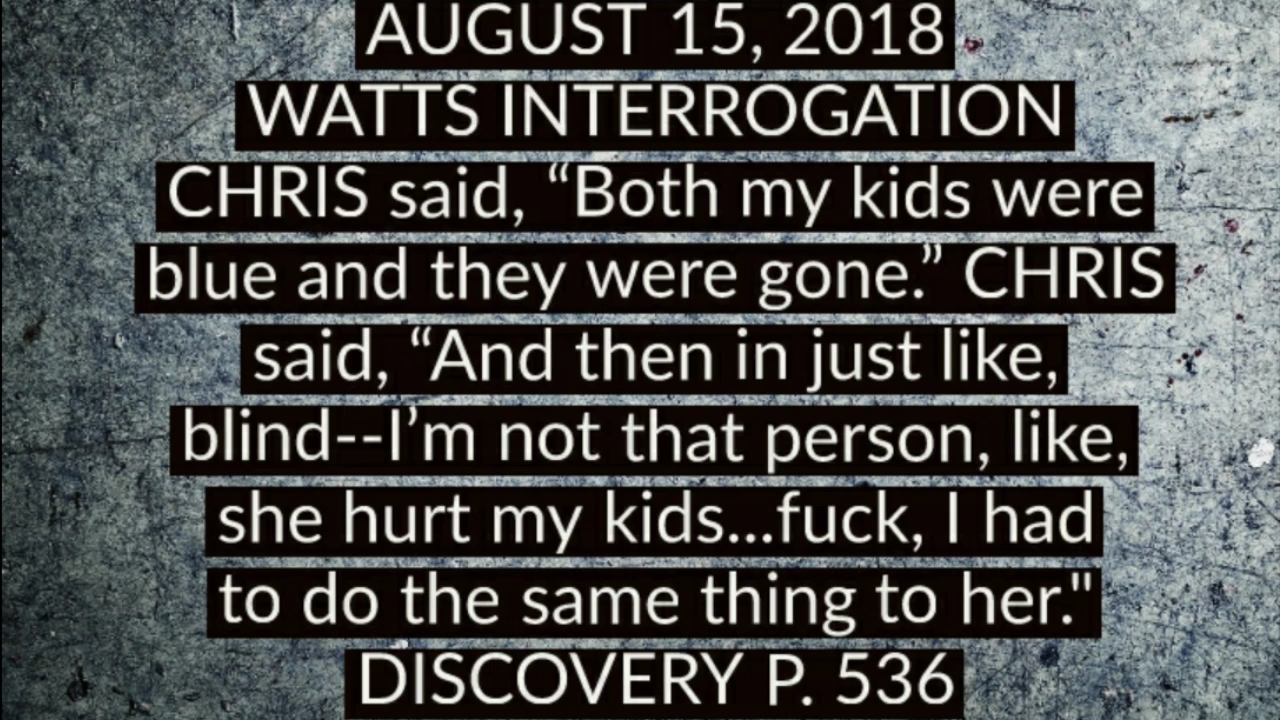 AUGUST 15, 2018
WATTS INTERROGATION
CHRIS said, “Both my kids were
blue and they were gone.” CHRIS
said, “And then in just like,
blind--I’m not that person, like,
she hurt my kids...fuck, I had
to do the same thing to her."
DISCOVERY P. 536